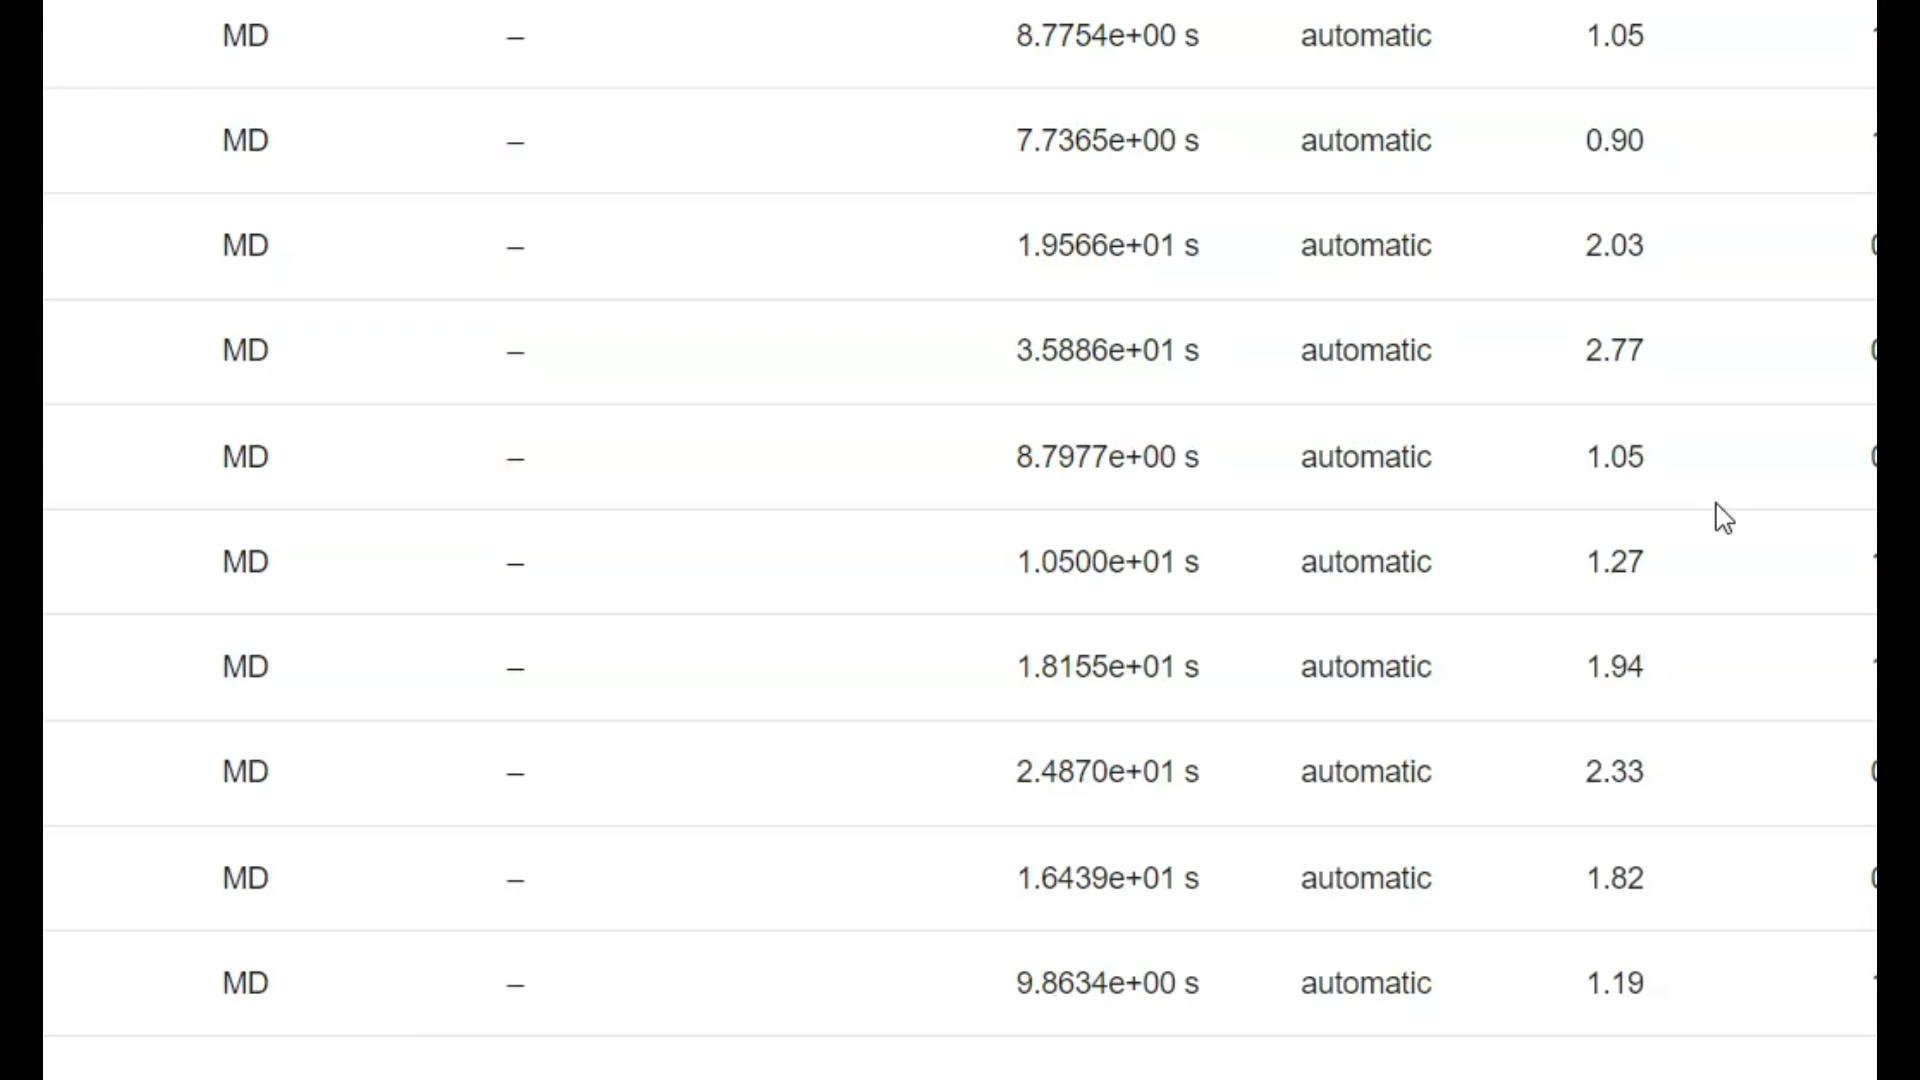 MD – 8.7754e+00 s automatic 1.05
MD – 7.7365e+00 s automatic 0.90
MD – 1.9566e+01 s automatic 2.03
MD – 3.5886e+01 s automatic 2.77
MD – 8.7977e+00 s automatic 1.05
MD – 1.0500e+01 s automatic 1.27
MD – 1.8155e+01 s automatic 1.94
MD – 2.4870e+01 s automatic 2.33
MD – 1.6439e+01 s automatic 1.82
MD – 9.8634e+00 s automatic 1.19